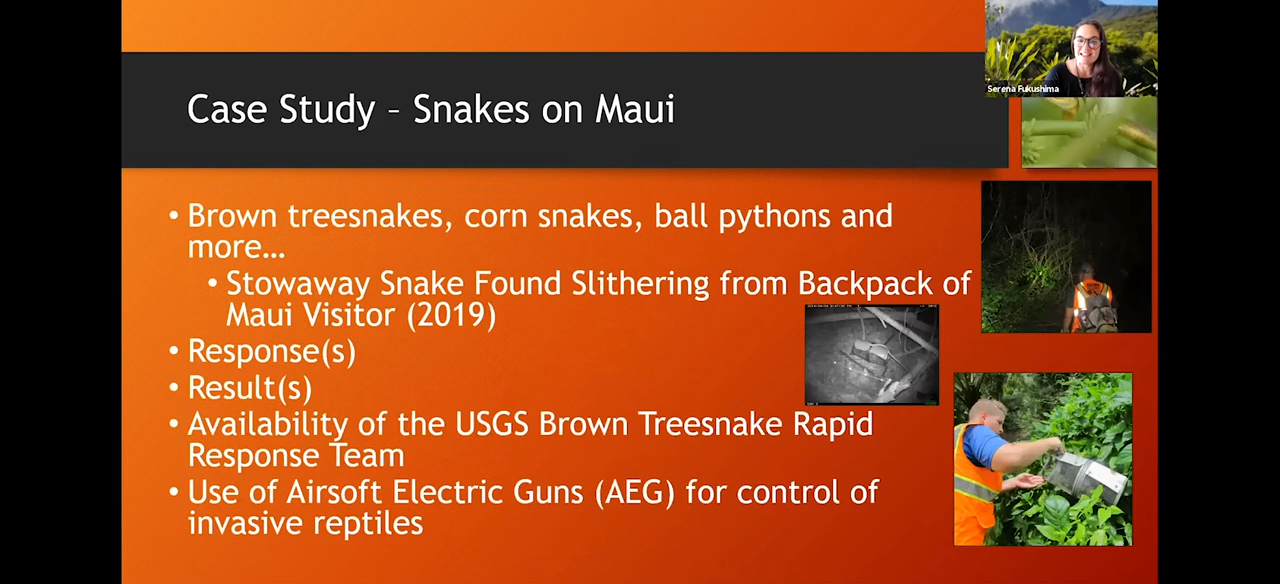 Serena Fukushima
Case Study – Snakes on Maui
• Brown treesnakes, corn snakes, ball pythons and
more…
• Stowaway Snake Found Slithering from Backpack of
Maui Visitor (2019)
• Response(s)
• Result(s)
• Availability of the USGS Brown Treesnake Rapid
Response Team
• Use of Airsoft Electric Guns (AEG) for control of
invasive reptiles